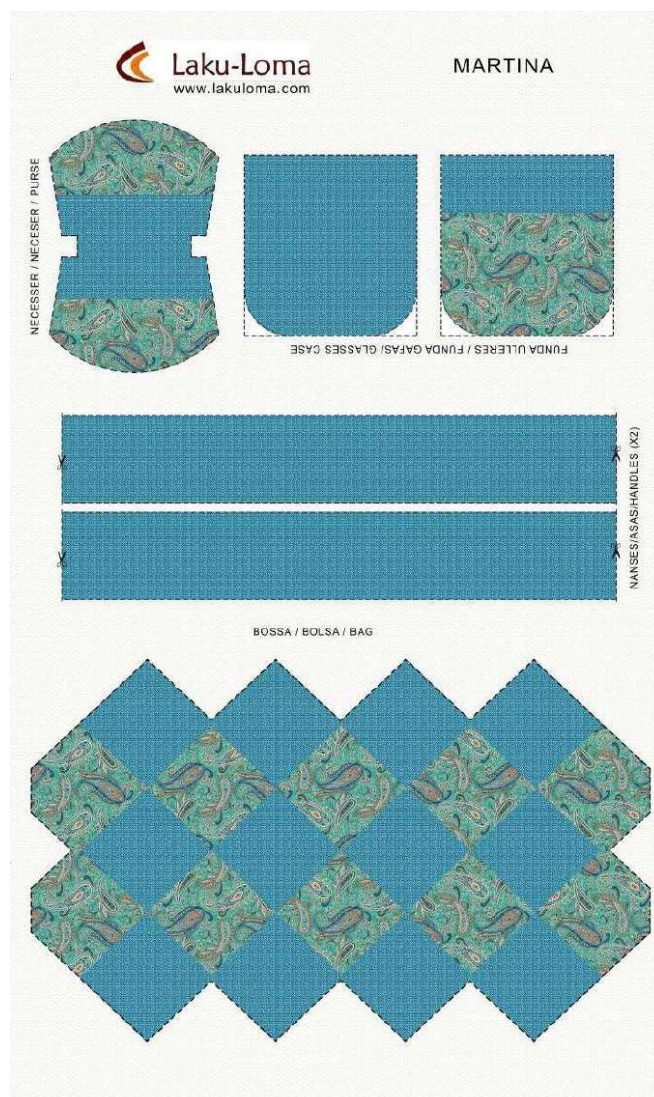 Laku-Loma
www.lakuloma.com
MARTINA
NECESSER / NECESER / PURSE
FUNDA ULLERES / FUNDA GAFAS/ GLASSES CASE
NANSES/ASAS/HANDLES (X2)
BOSSA / BOLSA / BAG